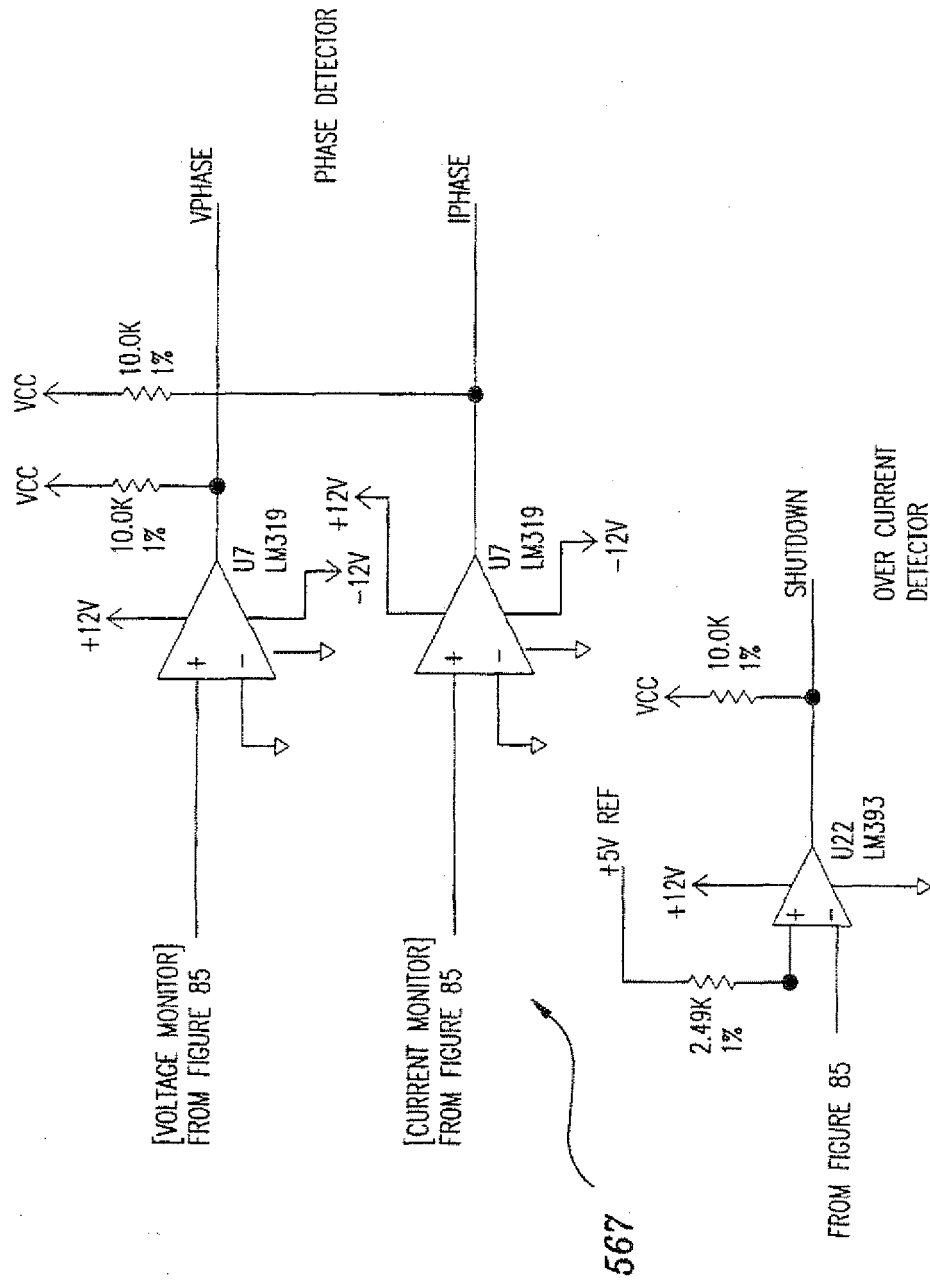 VCC
VCC
10.0K
1%
10.0K
1%
VPHASE
PHASE DETECTOR
+12V
+
-
U7
LM319
-12V
[VOLTAGE MONITOR]
FROM FIGURE 85
+12V
+
-
U7
LM319
-12V
IPHASE
[CURRENT MONITOR]
FROM FIGURE 85
567
+5V REF
2.49K
1%
+12V
+
-
U22
LM393
VCC
10.0K
1%
SHUTDOWN
OVER CURRENT
DETECTOR
FROM FIGURE 85